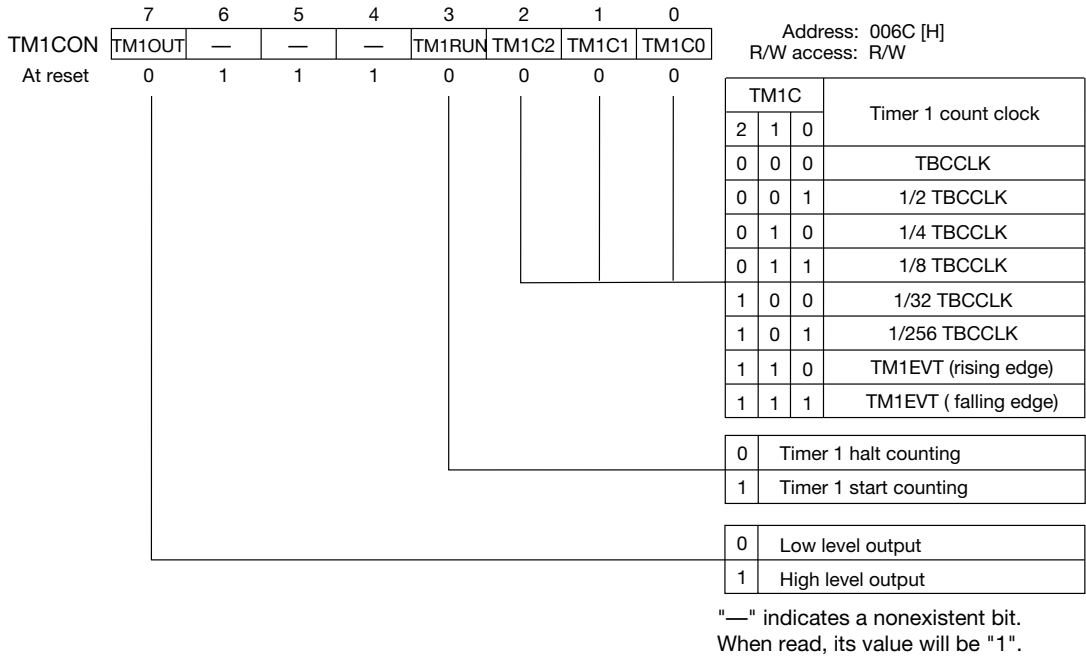 7 6 5 4 3 2 1 0
TM1CON TM1OUT — — — TM1RUN TM1C2 TM1C1 TM1C0
At reset 0 1 1 1 0 0 0 0
Address: 006C [H]
R/W access: R/W
TM1C Timer 1 count clock
2 1 0
0 0 0 TBCCLK
0 0 1 1/2 TBCCLK
0 1 0 1/4 TBCCLK
0 1 1 1/8 TBCCLK
1 0 0 1/32 TBCCLK
1 0 1 1/256 TBCCLK
1 1 0 TM1EVT (rising edge)
1 1 1 TM1EVT ( falling edge)
0 Timer 1 halt counting
1 Timer 1 start counting
0 Low level output
1 High level output
"—" indicates a nonexistent bit.
When read, its value will be "1".